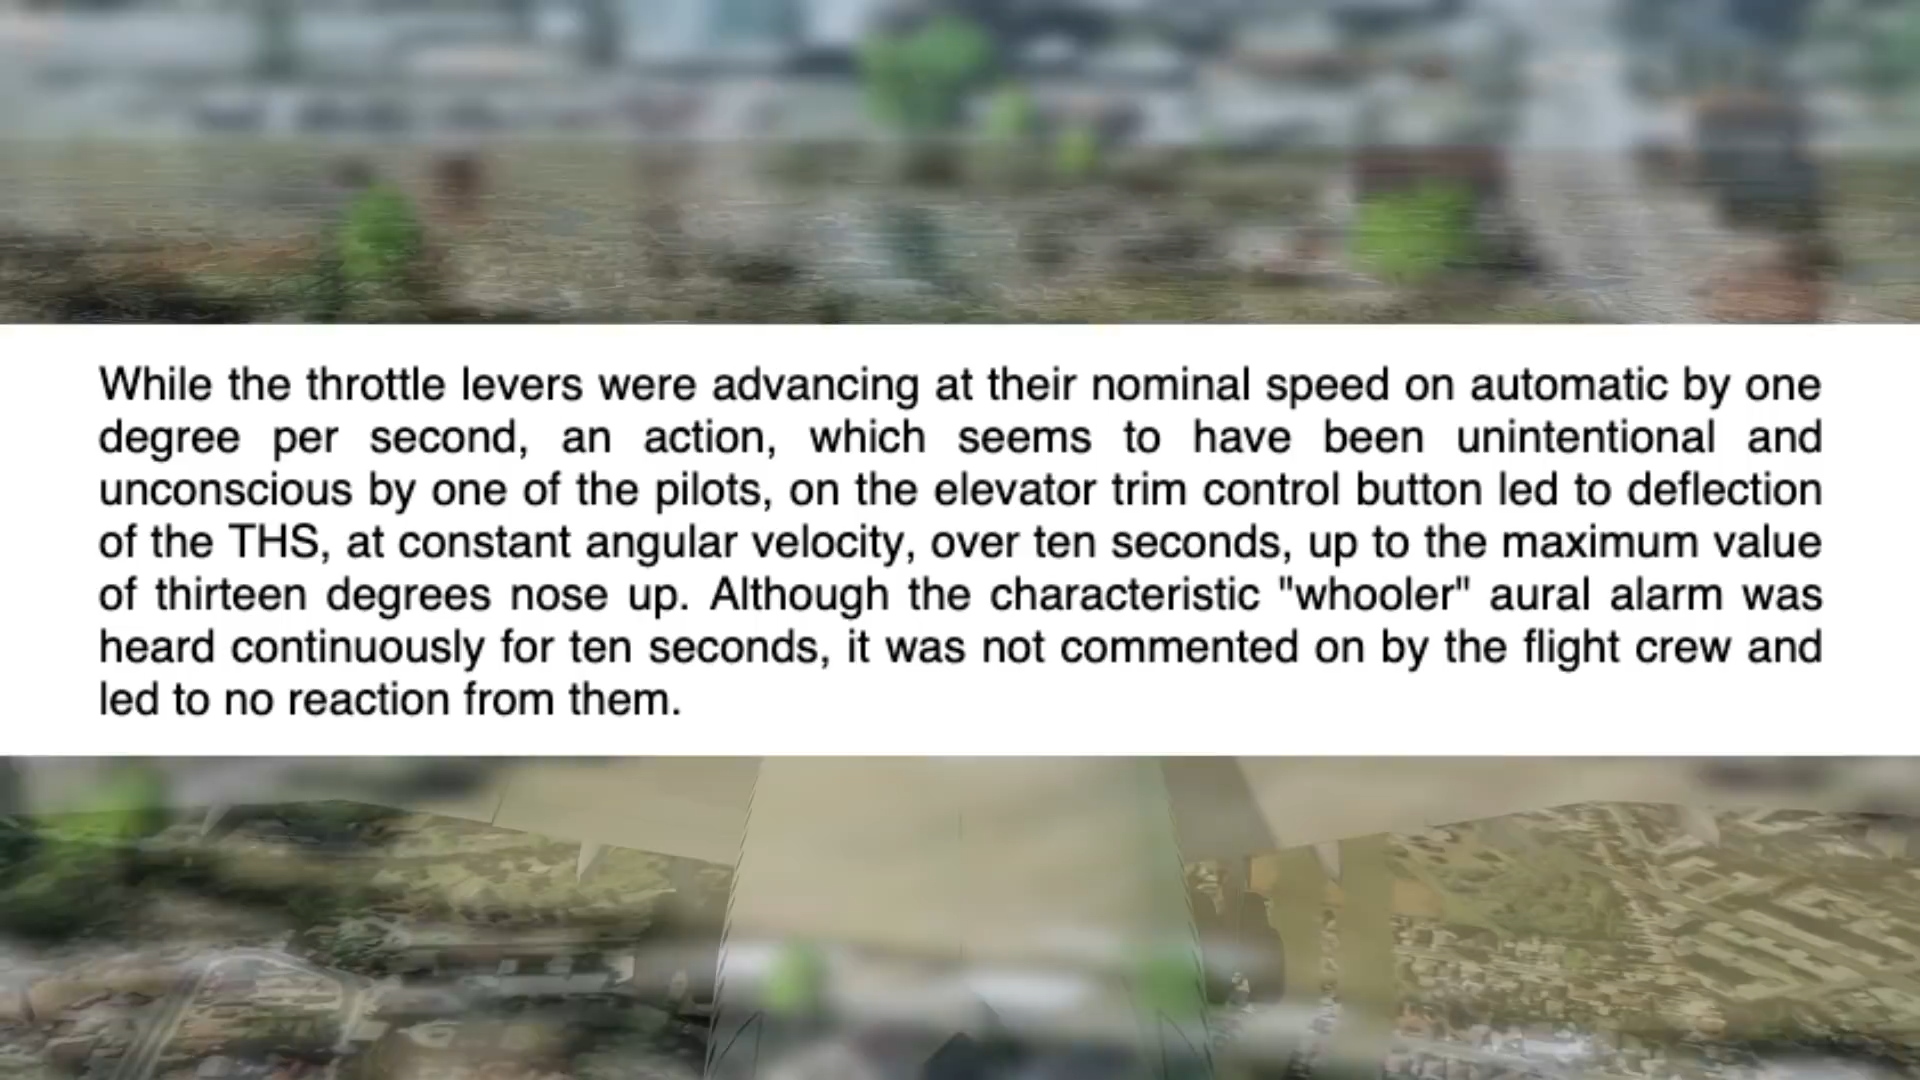 While the throttle levers were advancing at their nominal speed on automatic by one
degree per second, an action, which seems to have been unintentional and
unconscious by one of the pilots, on the elevator trim control button led to deflection
of the THS, at constant angular velocity, over ten seconds, up to the maximum value
of thirteen degrees nose up. Although the characteristic "whooler" aural alarm was
heard continuously for ten seconds, it was not commented on by the flight crew and
led to no reaction from them.